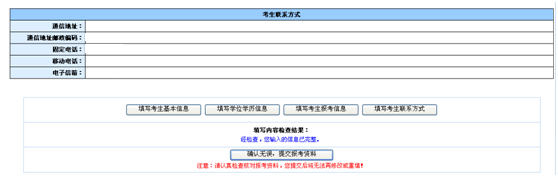 考生联系方式
通信地址：
通信地址邮政编码：
固定电话：
移动电话：
电子信箱：
填写考生基本信息 填写学位学历信息 填写考生报考信息 填写考生联系方式
填写内容检查结果：
经检查，您输入的信息已完整。
确认无误，提交报考资料
注意：请认真检查核对报考资料，您提交后将无法再修改或重填！